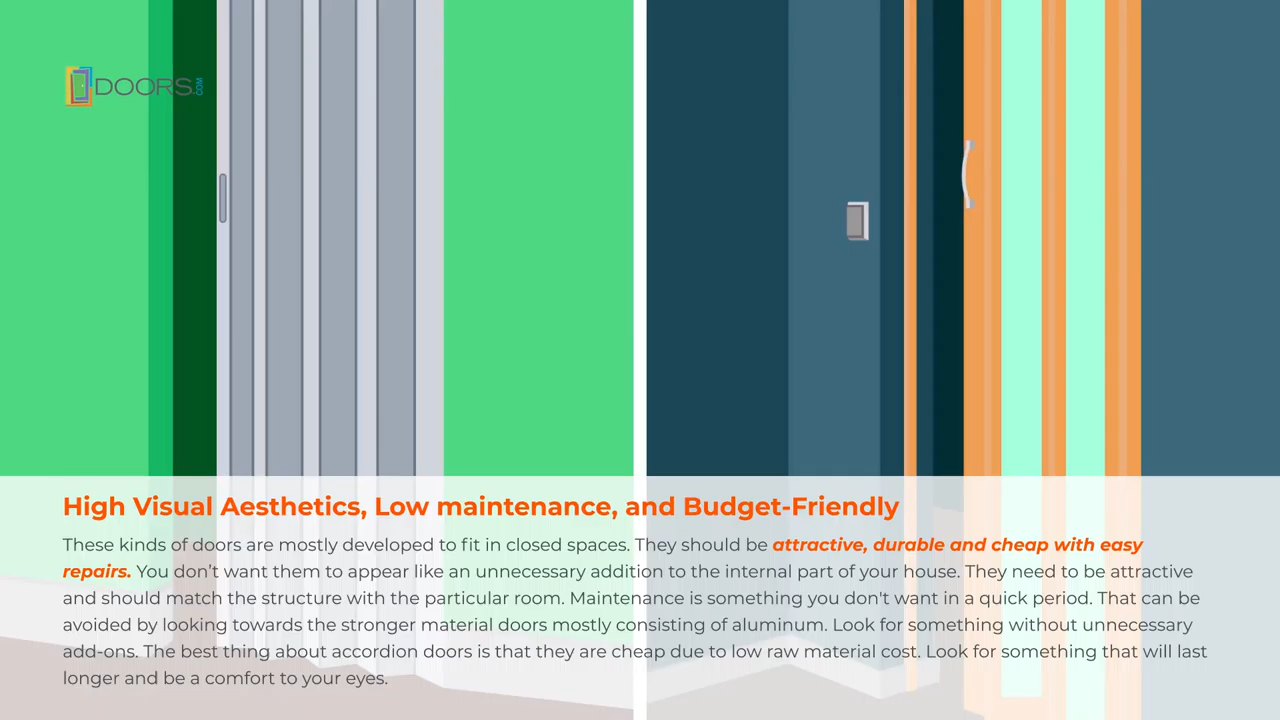 DOORS.COM
High Visual Aesthetics, Low maintenance, and Budget-Friendly
These kinds of doors are mostly developed to fit in closed spaces. They should be attractive, durable and cheap with easy
repairs. You don’t want them to appear like an unnecessary addition to the internal part of your house. They need to be attractive
and should match the structure with the particular room. Maintenance is something you don't want in a quick period. That can be
avoided by looking towards the stronger material doors mostly consisting of aluminum. Look for something without unnecessary
add-ons. The best thing about accordion doors is that they are cheap due to low raw material cost. Look for something that will last
longer and be a comfort to your eyes.